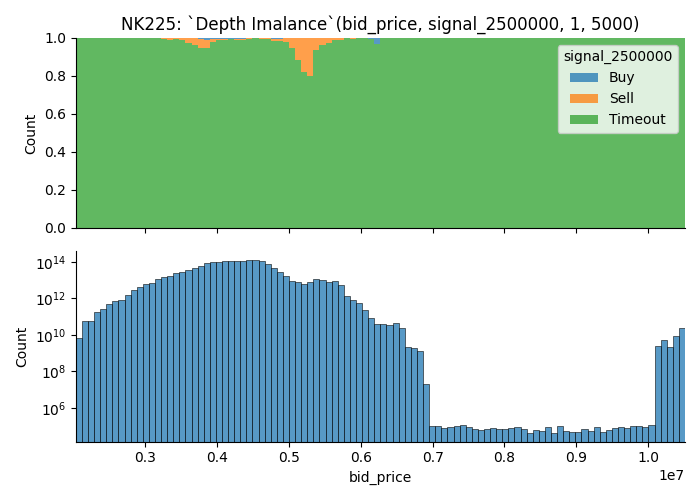 NK225: `Depth Imalance`(bid_price, signal_2500000, 1, 5000)
1.0
0.8
0.6
0.4
0.2
0.0
Count
signal_2500000
Buy
Sell
Timeout
10^14
10^12
10^10
10^8
10^6
Count
0.3 0.4 0.5 0.6 0.7 0.8 0.9 1.0
1e7
bid_price